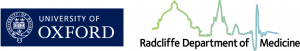 UNIVERSITY OF
OXFORD
Radcliffe Department of Medicine